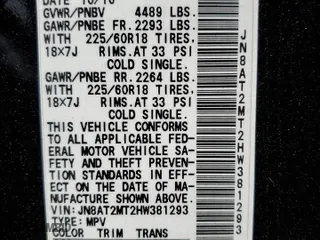 DATE 10/16
GVWR/PNBV 4489 LBS.
GAWR/PNBE FR. 2293 LBS.
WITH 225/60R18 TIRES,
18x7J RIMS.AT 33 PSI
COLD SINGLE.
GAWR/PNBE RR. 2264 LBS.
WITH 225/60R18 TIRES,
18x7J RIMS.AT 33 PSI
COLD SINGLE.
THIS VEHICLE CONFORMS
TO ALL APPLICABLE FED-
ERAL MOTOR VEHICLE SA-
FETY AND THEFT PREVEN-
TION STANDARDS IN EFF-
ECT ON THE DATE OF MA-
NUFACTURE SHOWN ABOVE.
VIN:JN8AT2MT2HW381293
TYPE:MPV
COLOR TRIM TRANS
JN8AT2MT2HW381293